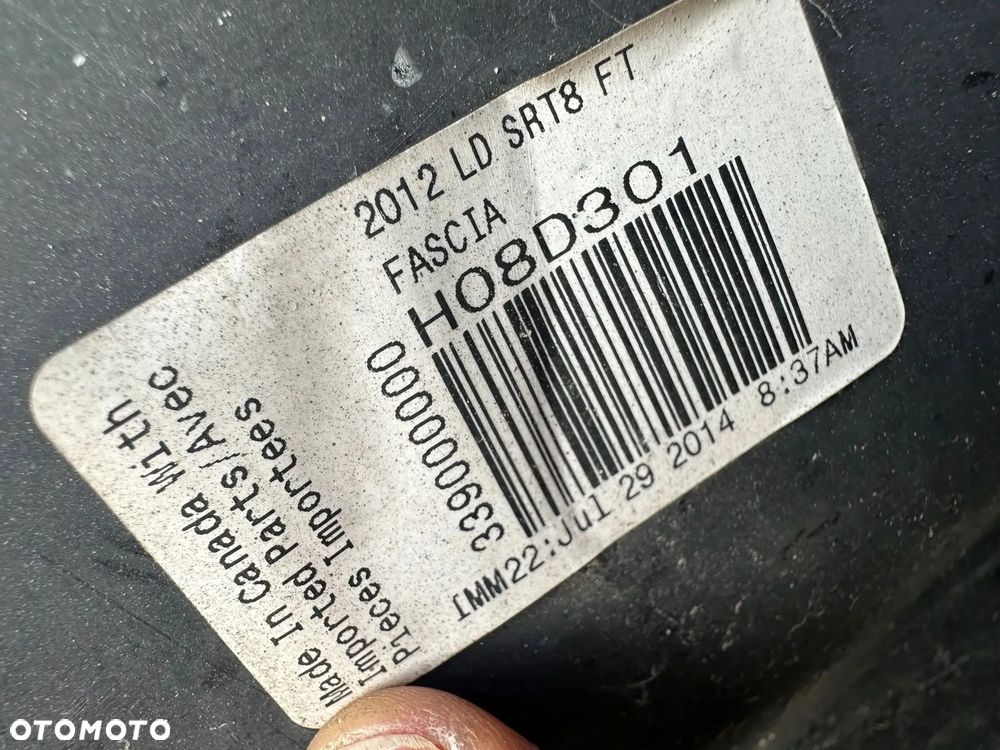 2012 LD SRT8 FT
FASCIA
H08D301
3390000000
IMM22:Jul 29 2014 8:37AM
Made In Canada With
Imported Parts/Avec
Pieces Importees
OTOMOTO